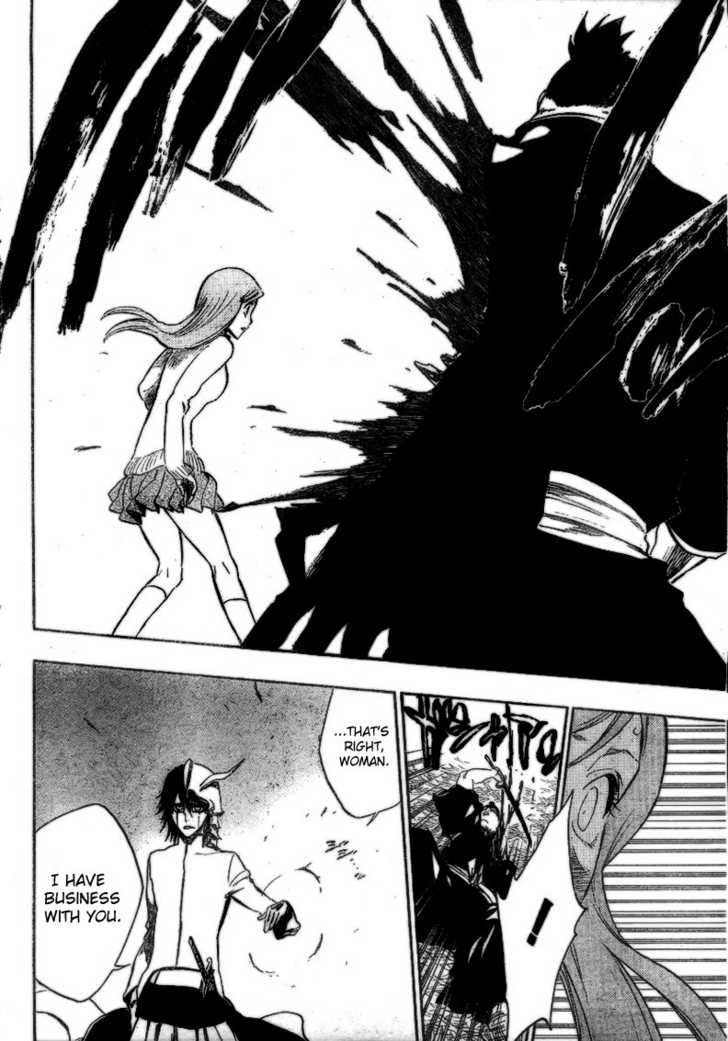 !
...THAT'S
RIGHT,
WOMAN.
I HAVE
BUSINESS
WITH YOU.